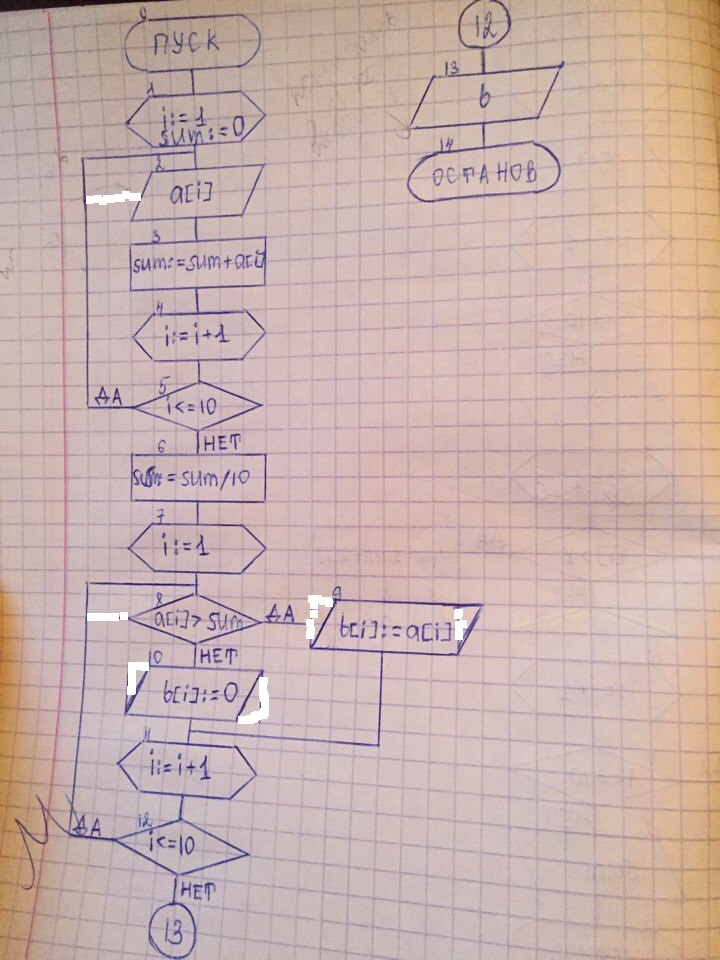 0
ПУСК
1
i:=1
sum:=0
2
a[i]
3
sum:=sum+a[i]
4
i:=i+1
5
ДА
i<=10
НЕТ
6
sum:=sum/10
7
i:=1
8
a[i]>sum
ДА
НЕТ
9
b[i]:=a[i]
10
b[i]:=0
11
i:=i+1
12
ДА
i<=10
НЕТ
13
12
13
b
14
ОСТАНОВ